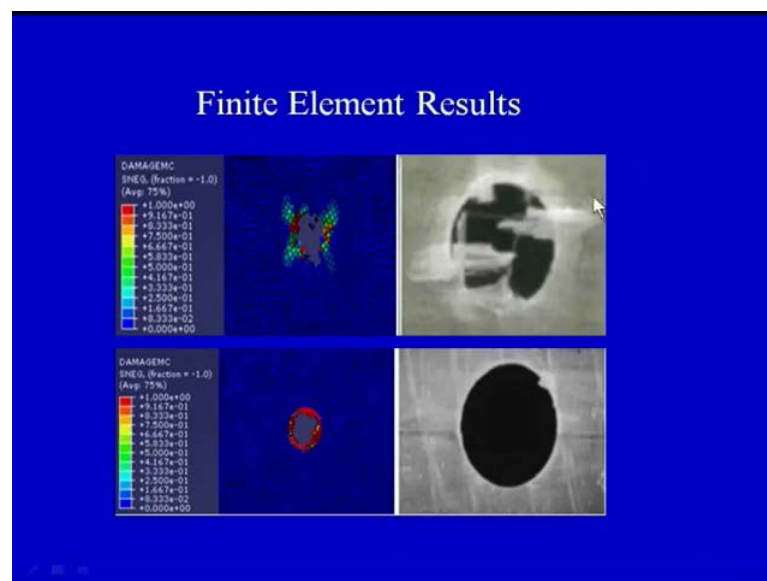 Finite Element Results
DAMAGEMC
SNEG, (fraction = -1.0)
(Avg: 75%)
+1.000e+00
+9.167e-01
+8.333e-01
+7.500e-01
+6.667e-01
+5.833e-01
+5.000e-01
+4.167e-01
+3.333e-01
+2.500e-01
+1.667e-01
+8.333e-02
+0.000e+00
DAMAGEMC
SNEG, (fraction = -1.0)
(Avg: 75%)
+1.000e+00
+9.167e-01
+8.333e-01
+7.500e-01
+6.667e-01
+5.833e-01
+5.000e-01
+4.167e-01
+3.333e-01
+2.500e-01
+1.667e-01
+8.333e-02
+0.000e+00